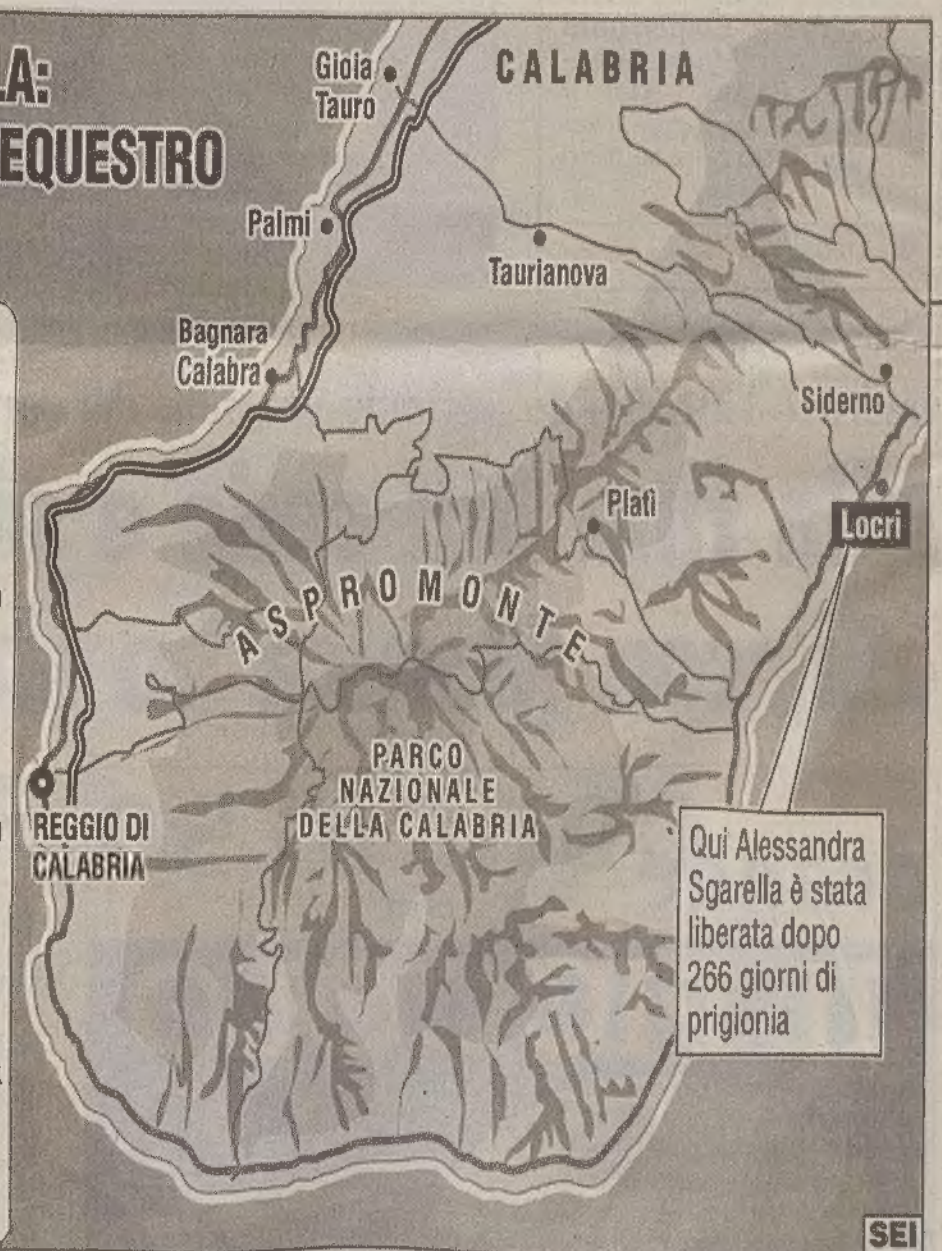 LA:
EQUESTRO
Gioia
Tauro
CALABRIA
Palmi
Taurianova
Bagnara
Calabra
Siderno
Platì
Locri
ASPROMONTE
PARCO
NAZIONALE
DELLA CALABRIA
REGGIO DI
CALABRIA
Qui Alessandra
Sgarella è stata
liberata dopo
266 giorni di
prigionia
SEI